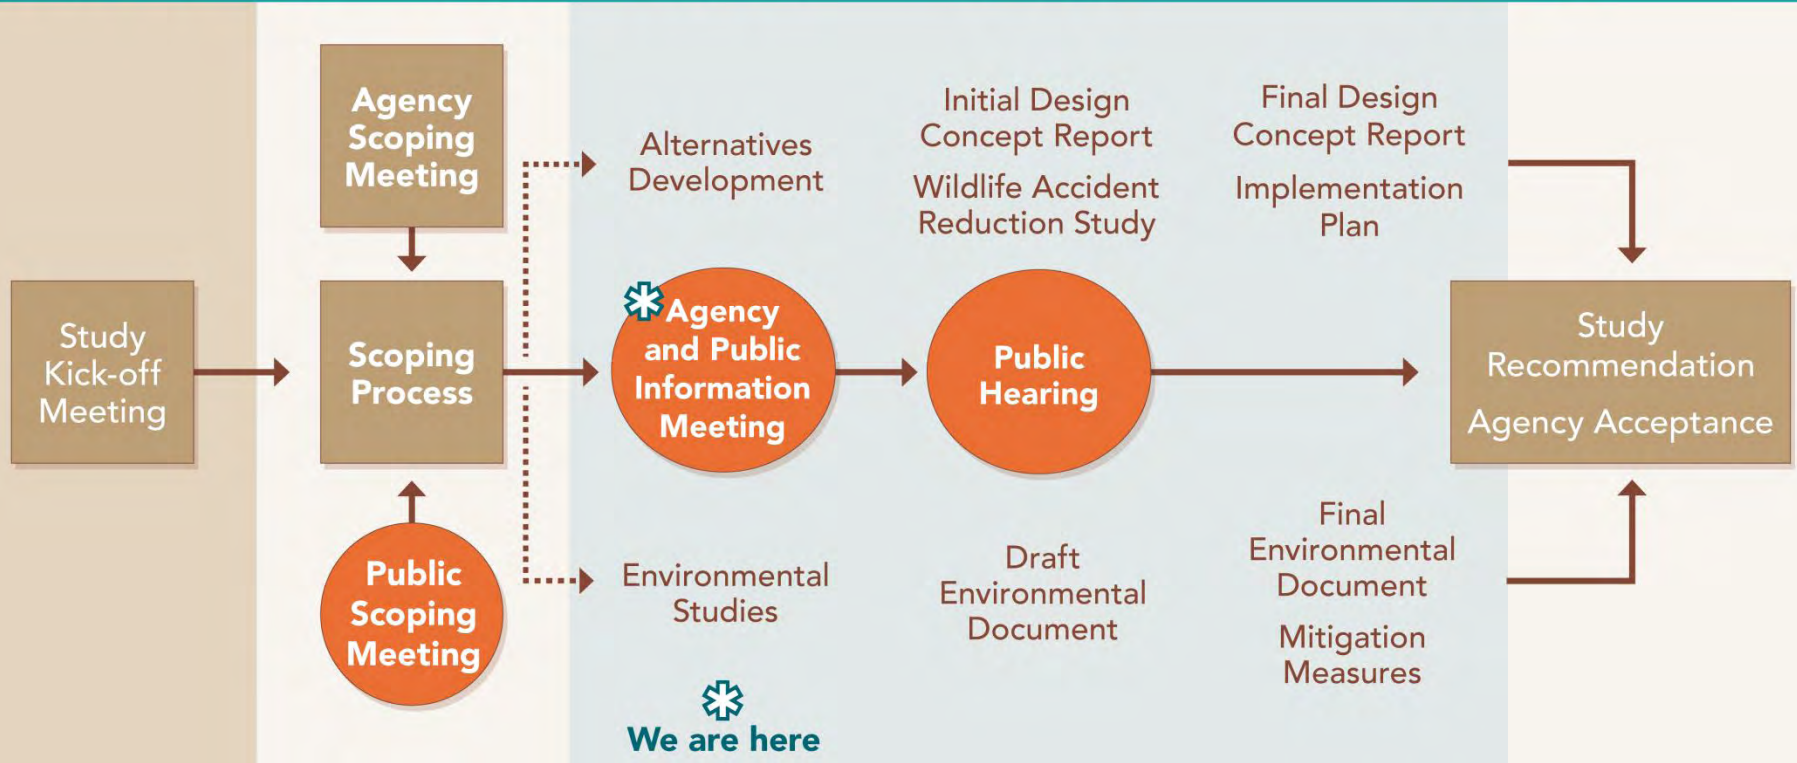 Study
Kick-off
Meeting
Agency
Scoping
Meeting
Scoping
Process
Public
Scoping
Meeting
Alternatives
Development
Agency
and Public
Information
Meeting
Environmental
Studies
We are here
Initial Design
Concept Report
Wildlife Accident
Reduction Study
Public
Hearing
Draft
Environmental
Document
Final Design
Concept Report
Implementation
Plan
Final
Environmental
Document
Mitigation
Measures
Study
Recommendation
Agency Acceptance